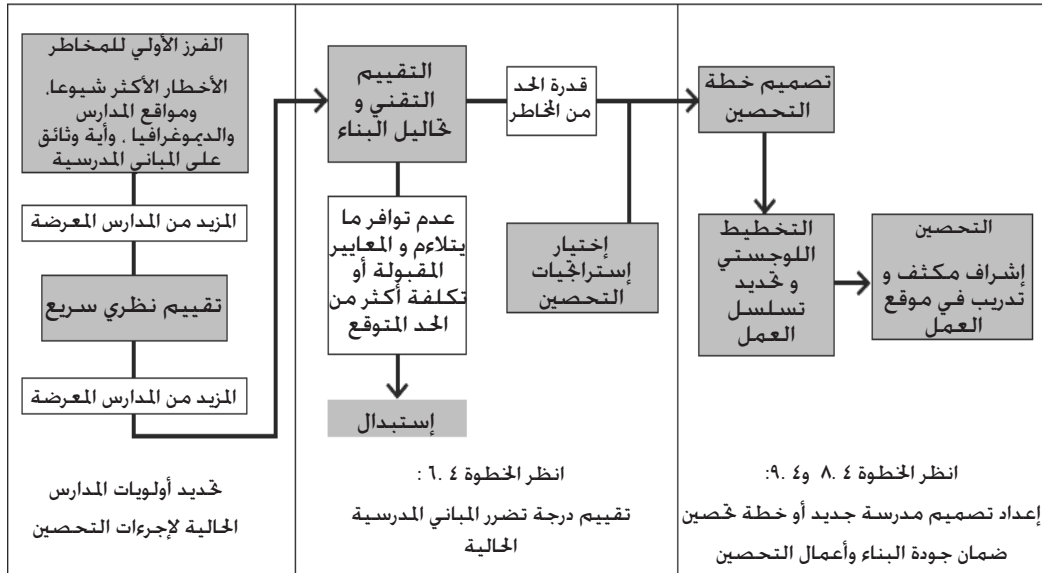 الفرز الأولي للمخاطر
الأخطار الأكثر شيوعا،
ومواقع المدارس
والديموغرافيا ، وأية وثائق
على المباني المدرسية
المزيد من المدارس المعرضة
تقييم نظري سريع
المزيد من المدارس المعرضة
تحديد أولويات المدارس
الحالية لإجرءات التحصين
التقييم
التقني و
تحاليل البناء
قدرة الحد
من المخاطر
عدم توافر ما
يتلاءم و المعايير
المقبولة أو
تكلفة أكثر من
الحد المتوقع
إختيار
إستراتجيات
التحصين
إستبدال
انظر الخطوة ٤ .٦ :
تقييم درجة تضرر المباني المدرسية
الحالية
تصميم خطة
التحصين
التخطيط
اللوجستي
و تحديد
تسلسل
العمل
التحصين
إشراف مكثف و
تدريب في موقع
العمل
انظر الخطوة ٤ .٨ و٤ .٩:
إعداد تصميم مدرسة جديد أو خطة تحصين
ضمان جودة البناء وأعمال التحصين